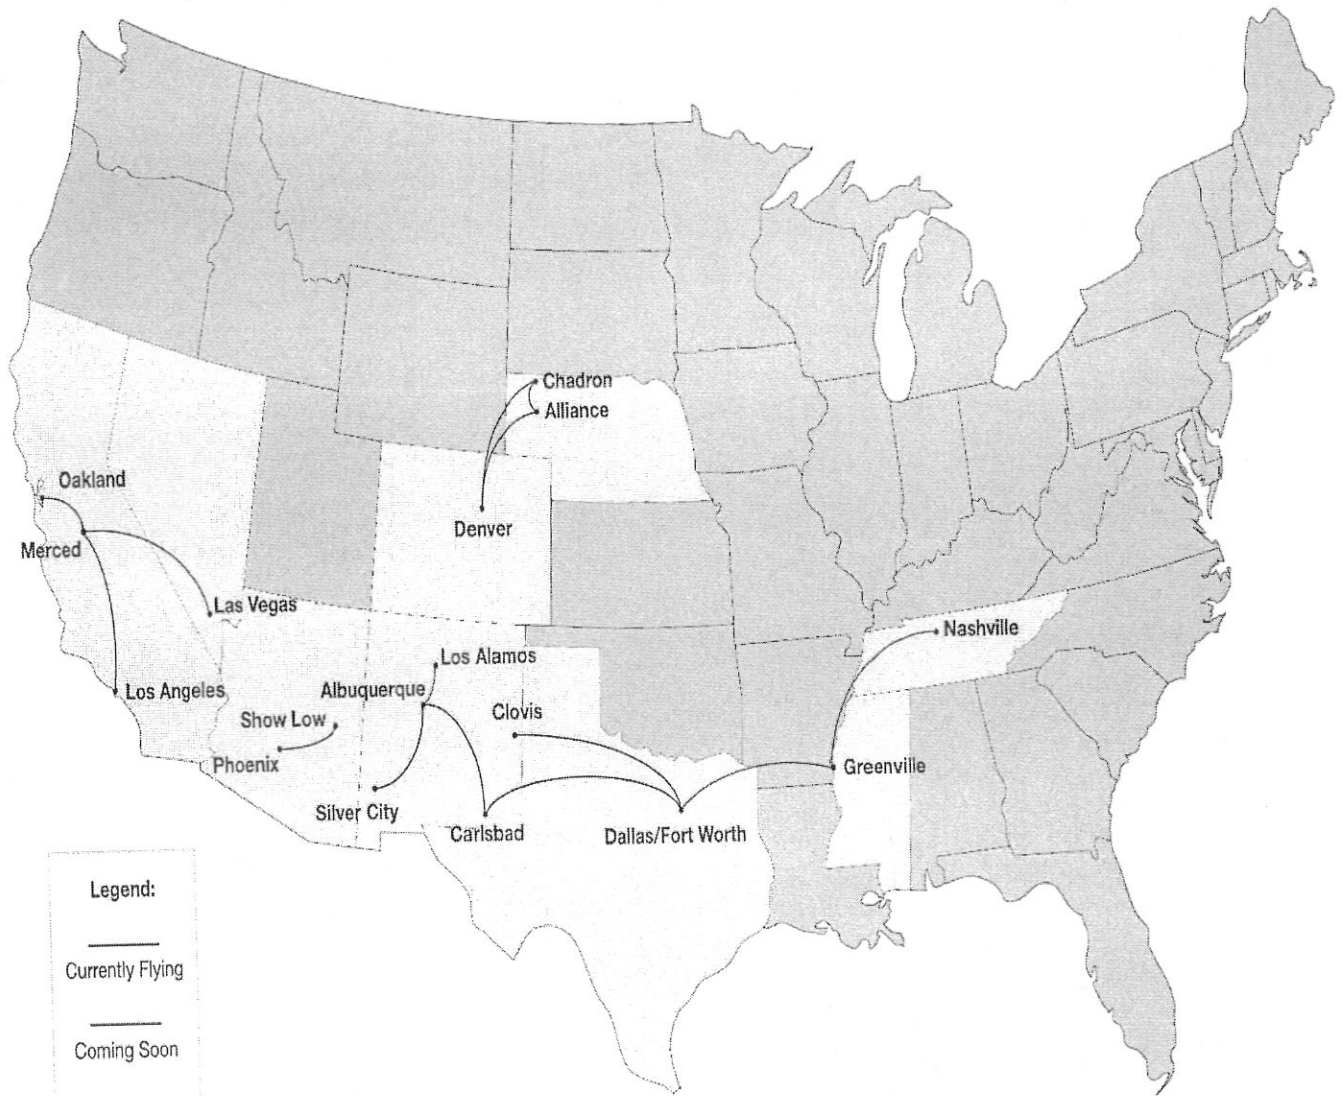 Chadron
Alliance
Oakland
Denver
Merced
Las Vegas
Nashville
Los Alamos
Albuquerque
Los Angeles
Clovis
Show Low
Phoenix
Greenville
Silver City
Carlsbad
Dallas/Fort Worth
Legend:
Currently Flying
Coming Soon